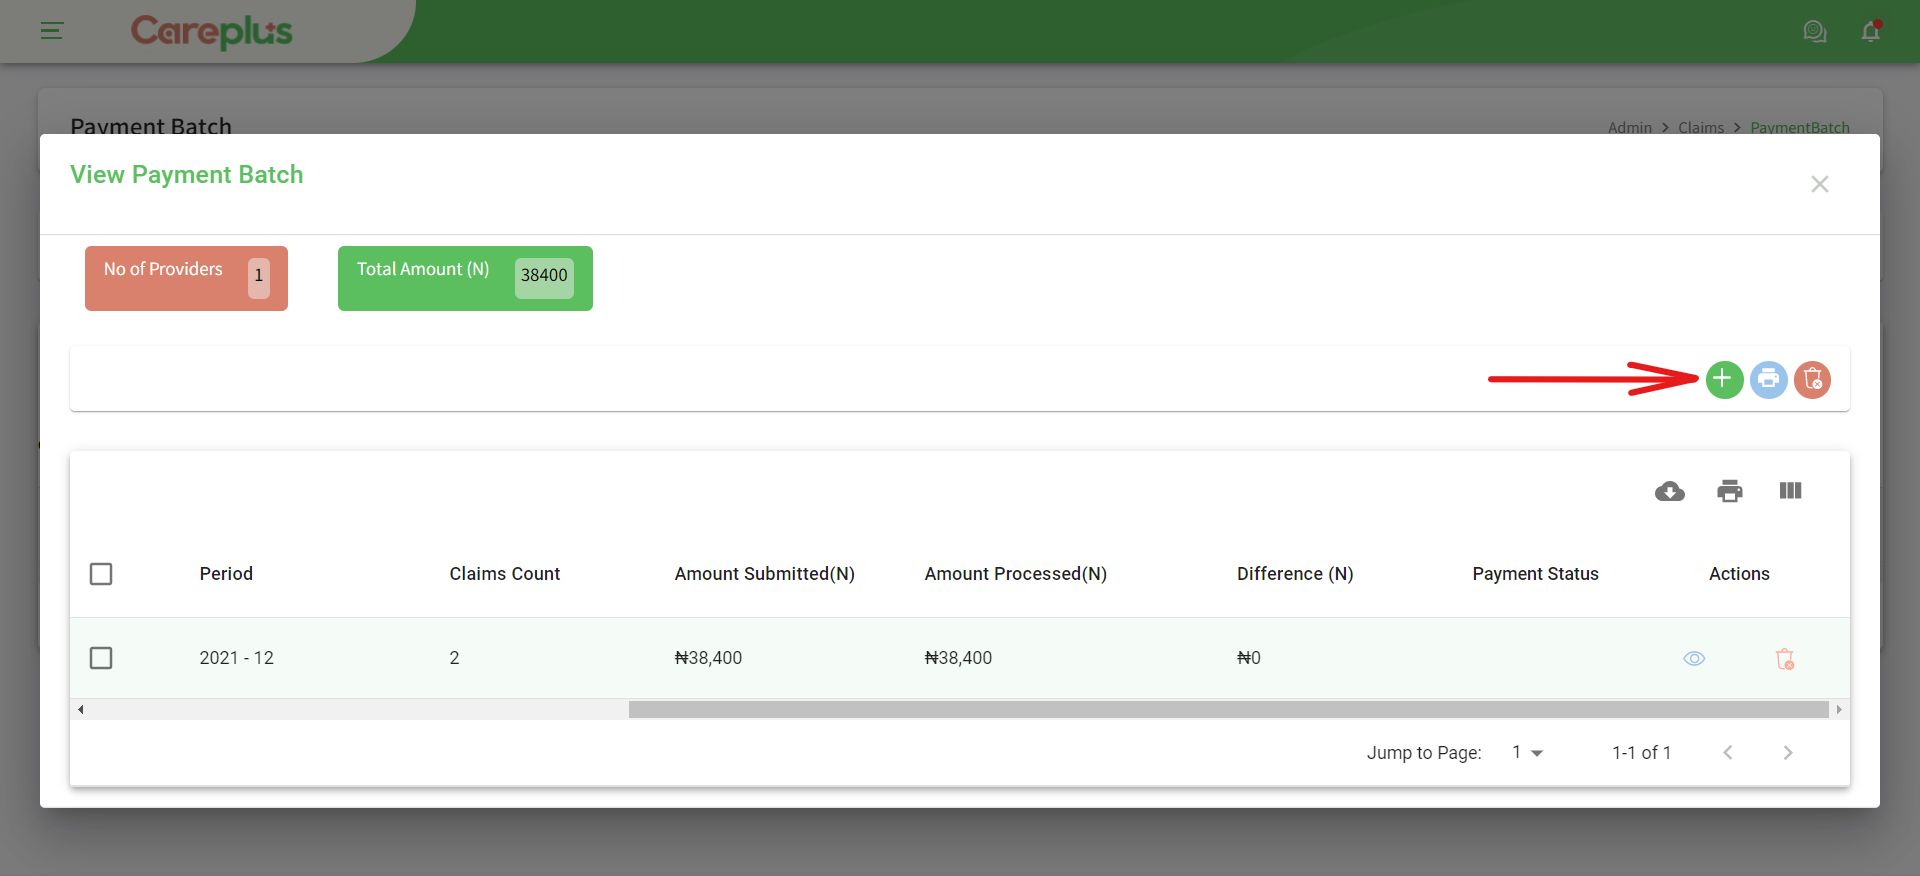 Careplus
Payment Batch
Admin > Claims > PaymentBatch
View Payment Batch
No of Providers 1
Total Amount (N) 38400
Period Claims Count Amount Submitted(N) Amount Processed(N) Difference (N) Payment Status Actions
2021 - 12 2 ₦38,400 ₦38,400 ₦0
Jump to Page: 1 1-1 of 1